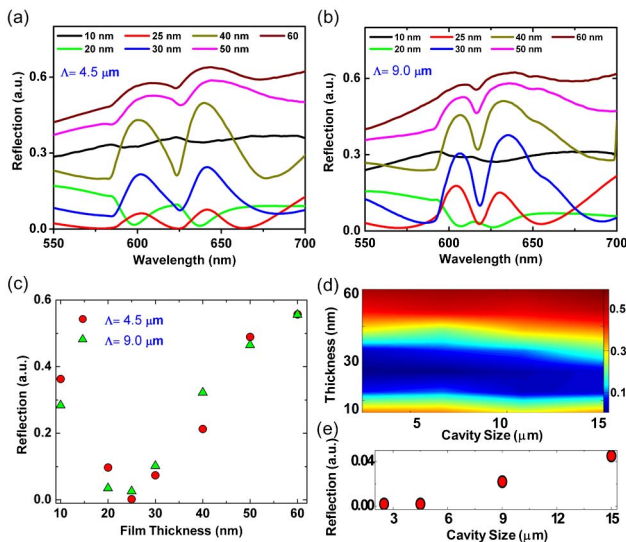 (a)
10 nm 25 nm 40 nm 60
20 nm 30 nm 50 nm
Λ= 4.5 μm
Reflection (a.u.)
0.6
0.3
0.0
550 600 650 700
Wavelength (nm)
(b)
10 nm 25 nm 40 nm 60
20 nm 30 nm 50 nm
Λ= 9.0 μm
Reflection (a.u.)
0.6
0.3
0.0
550 600 650 700
Wavelength (nm)
(c)
Λ= 4.5 μm
Λ= 9.0 μm
Reflection (a.u.)
0.6
0.4
0.2
0.0
10 20 30 40 50 60
Film Thickness (nm)
(d)
Thickness (nm)
60
30
10
5 10 15
Cavity Size (μm)
0.5
0.3
0.1
(e)
Reflection (a.u.)
0.04
0.00
3 6 9 12 15
Cavity Size (μm)